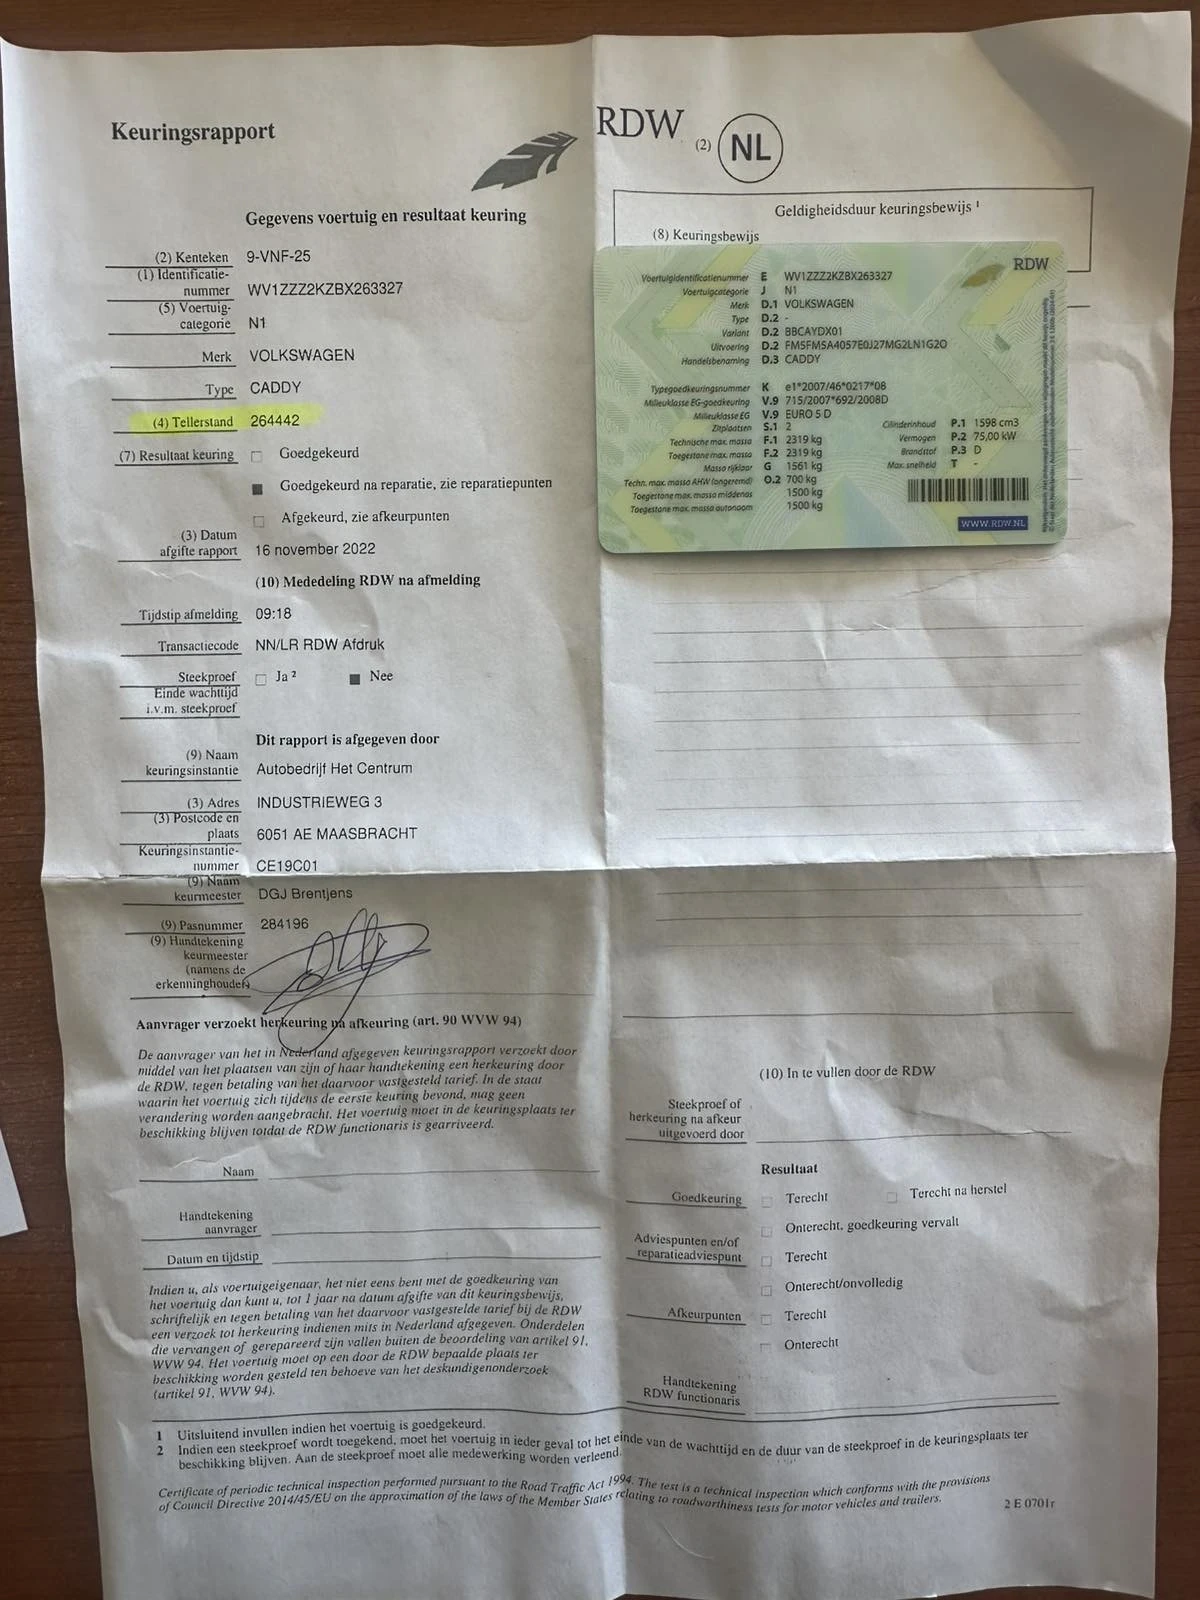 Keuringsrapport
RDW
(2) NL
Gegevens voertuig en resultaat keuring
(2) Kenteken 9-VNF-25
(1) Identificatie-
nummer WV1ZZZ2KZBX263327
(5) Voertuig-
categorie N1
Merk VOLKSWAGEN
Type CADDY
(4) Tellerstand 264442
(7) Resultaat keuring Goedgekeurd
Goedgekeurd na reparatie, zie reparatiepunten
Afgekeurd, zie afkeurpunten
(3) Datum
afgifte rapport 16 november 2022
(10) Mededeling RDW na afmelding
Tijdstip afmelding 09:18
Transactiecode NN/LR RDW Afdruk
Steekproef Ja ² Nee
Einde wachttijd
i.v.m. steekproef
Dit rapport is afgegeven door
(9) Naam
keuringsinstantie Autobedrijf Het Centrum
(3) Adres INDUSTRIEWEG 3
(3) Postcode en
plaats 6051 AE MAASBRACHT
Keuringsinstantie-
nummer CE19C01
(9) Naam
keurmeester DGJ Brentjens
(9) Pasnummer 284196
(9) Handtekening
keurmeester
(namens de
erkenninghouder)
Aanvrager verzoekt herkeuring na afkeuring (art. 90 WVW 94)
De aanvrager van het in Nederland afgegeven keuringsrapport verzoekt door
middel van het plaatsen van zijn of haar handtekening een herkeuring door
de RDW, tegen betaling van het daarvoor vastgesteld tarief. In de staat
waarin het voertuig zich tijdens de eerste keuring bevond, mag geen
verandering worden aangebracht. Het voertuig moet in de keuringsplaats ter
beschikking blijven totdat de RDW functionaris is gearriveerd.
Naam
Handtekening
aanvrager
Datum en tijdstip
Indien u, als voertuigeigenaar, het niet eens bent met de goedkeuring van
het voertuig dan kunt u, tot 1 jaar na datum afgifte van dit keuringsbewijs,
schriftelijk en tegen betaling van het daarvoor vastgestelde tarief bij de RDW
een verzoek tot herkeuring indienen mits in Nederland afgegeven. Onderdelen
die vervangen of gerepareerd zijn vallen buiten de beoordeling van artikel 91,
WVW 94. Het voertuig moet op een door de RDW bepaalde plaats ter
beschikking worden gesteld ten behoeve van het deskundigenonderzoek
(artikel 91, WVW 94).
Geldigheidsduur keuringsbewijs ¹
(8) Keuringsbewijs
RDW
Voertuigidentificatienummer E WV1ZZZ2KZBX263327
Voertuigcategorie J N1
Merk D.1 VOLKSWAGEN
Type D.2 -
Variant D.2 BBCAYDX01
Uitvoering D.2 FM5FM5A4057E0J27MG2LN1G2O
Handelsbenaming D.3 CADDY
Typegoedkeuringsnummer K e1*2007/46*0217*08
Milieuklasse EG-goedkeuring V.9 715/2007*692/2008D
Milieuklasse EG V.9 EURO 5 D
Zitplaatsen S.1 2
Technische max. massa F.1 2319 kg
Toegestane max. massa F.2 2319 kg
Massa rijklaar G 1561 kg
Techn. max. massa AHW (ongeremd) O.2 700 kg
Toegestane max. massa middenas 1500 kg
Toegestane max. massa autonoom 1500 kg
Cilinderinhoud P.1 1598 cm3
Vermogen P.2 75,00 kW
Brandstof P.3 D
Max. snelheid T -
WWW.RDW.NL
(10) In te vullen door de RDW
Steekproef of
herkeuring na afkeur
uitgevoerd door
Resultaat
Goedkeuring Terecht Terecht na herstel
Onterecht, goedkeuring vervalt
Adviespunten en/of
reparatieadviespunt Terecht
Onterecht/onvolledig
Afkeurpunten Terecht
Onterecht
Handtekening
RDW functionaris
1 Uitsluitend invullen indien het voertuig is goedgekeurd.
2 Indien een steekproef wordt toegekend, moet het voertuig in ieder geval tot het einde van de wachttijd en de duur van de steekproef in de keuringsplaats ter
beschikking blijven. Aan de steekproef moet alle medewerking worden verleend.
Certificate of periodic technical inspection performed pursuant to the Road Traffic Act 1994. The test is a technical inspection which conforms with the provisions
of Council Directive 2014/45/EU on the approximation of the laws of the Member States relating to roadworthiness tests for motor vehicles and trailers.
2 E 0701r